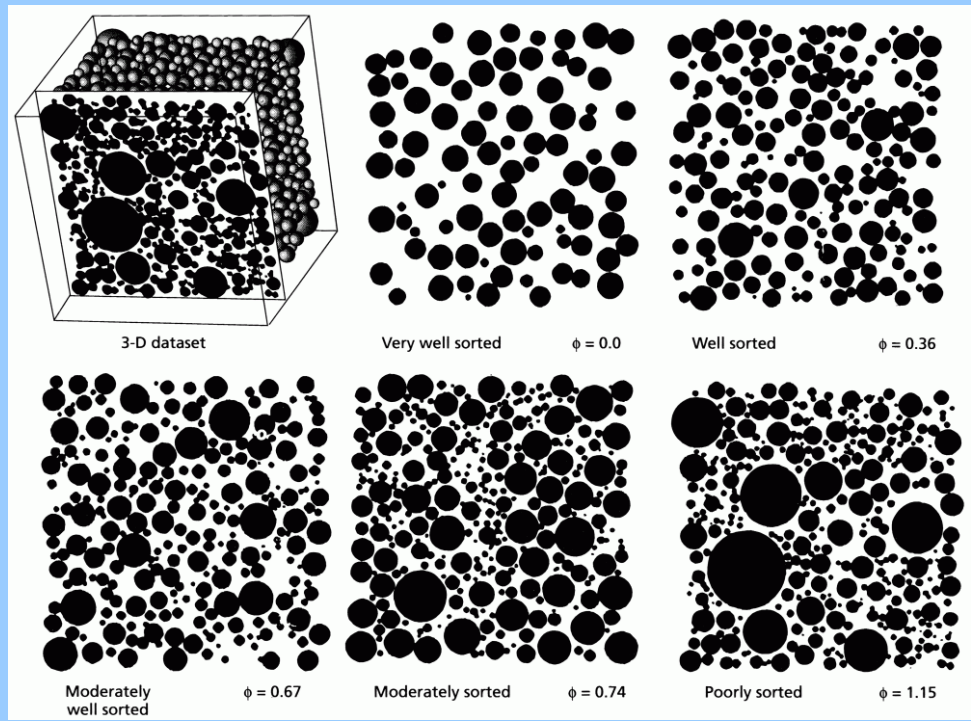 3-D dataset
Very well sorted ϕ = 0.0
Well sorted ϕ = 0.36
Moderately
well sorted ϕ = 0.67
Moderately sorted ϕ = 0.74
Poorly sorted ϕ = 1.15